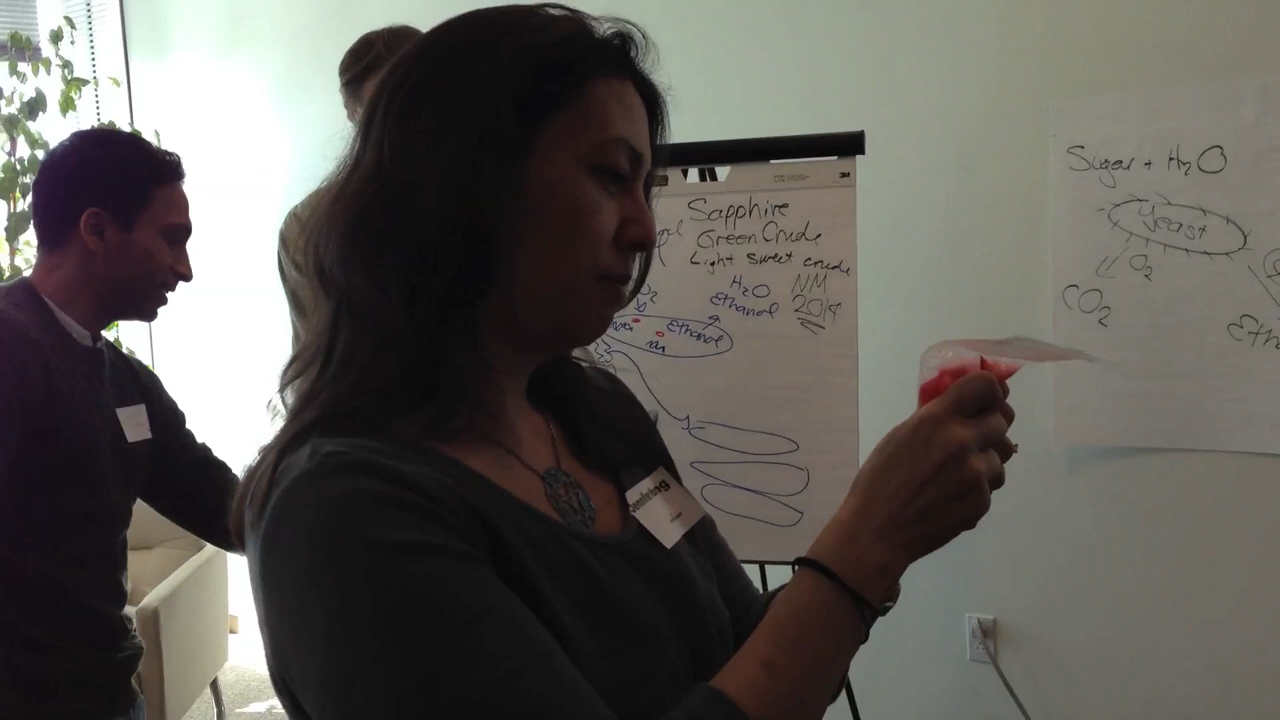 Sapphire
Green Crude
Light sweet crude
H₂O
Ethanol
NM
2014
Ethanol
3M
Sugar + H₂O
Yeast
O₂
CO₂